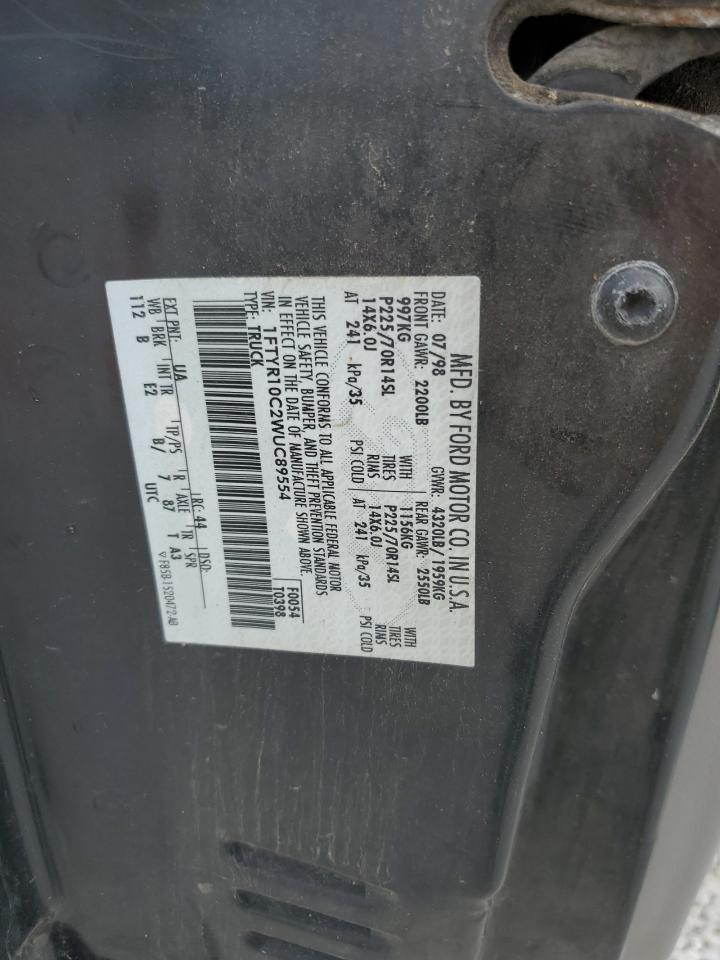 MFD. BY FORD MOTOR CO. IN U.S.A.
DATE: 07/98 GVWR: 4320LB/1959KG
FRONT GAWR: 2200LB REAR GAWR: 2550LB
997KG WITH 1156KG WITH
P225/70R14SL TIRES P225/70R14SL TIRES
14X6.0J RIMS 14X6.0J RIMS
AT 241 kPa/35 PSI COLD AT 241 kPa/35 PSI COLD
THIS VEHICLE CONFORMS TO ALL APPLICABLE FEDERAL MOTOR
VEHICLE SAFETY, BUMPER, AND THEFT PREVENTION STANDARDS
IN EFFECT ON THE DATE OF MANUFACTURE SHOWN ABOVE.
VIN: 1FTYR10C2WUC89554 F0054
TYPE: TRUCK T0398
EXT PNT: UA RC: 44 DSO:
WB BRK INT TR TP/PS R AXLE TR SPR
112 B E2 B/ 7 87 T A3
UTC ▽ F85B-1520472-AB